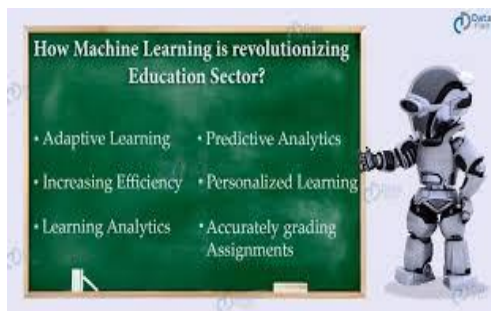 How Machine Learning is revolutionizing
Education Sector?
• Adaptive Learning
• Predictive Analytics
• Increasing Efficiency
• Personalized Learning
• Learning Analytics
• Accurately grading
Assignments
Data